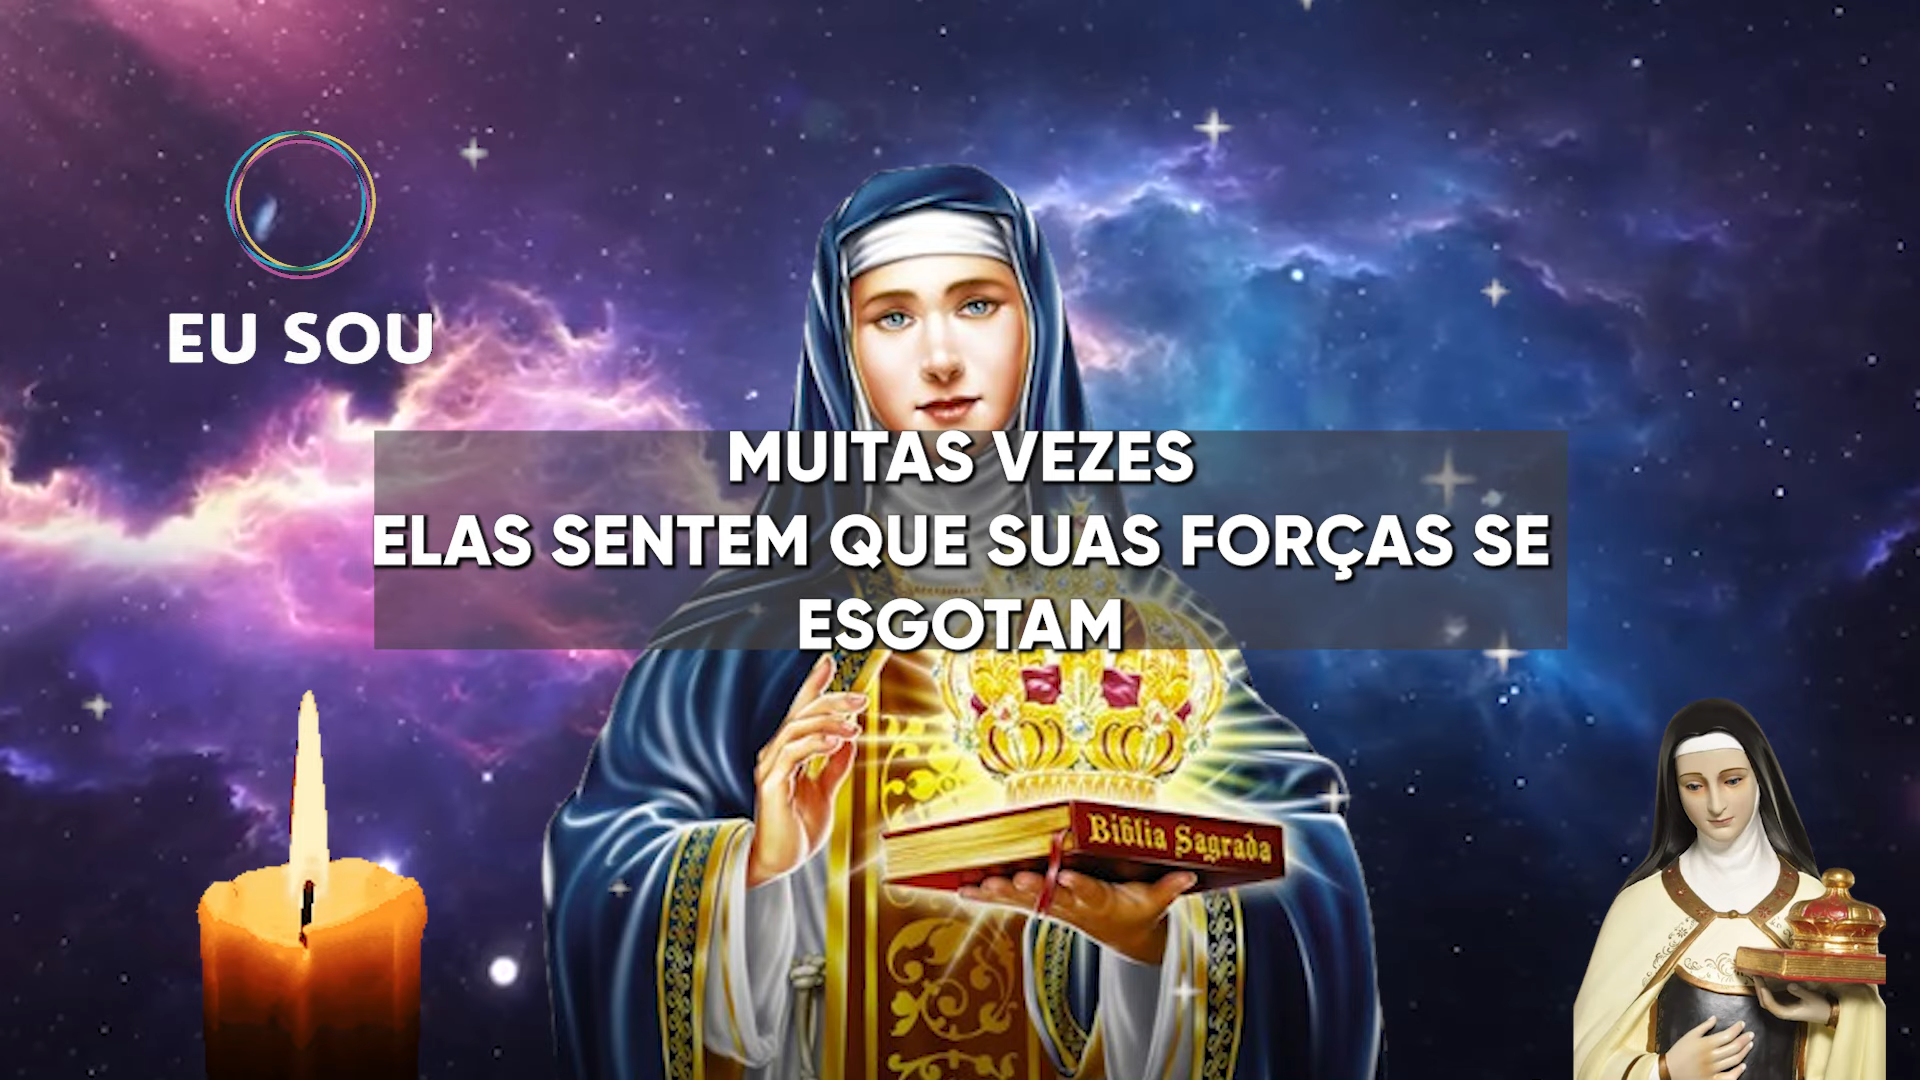 EU SOU
MUITAS VEZES
ELAS SENTEM QUE SUAS FORÇAS SE
ESGOTAM
Bíblia Sagrada